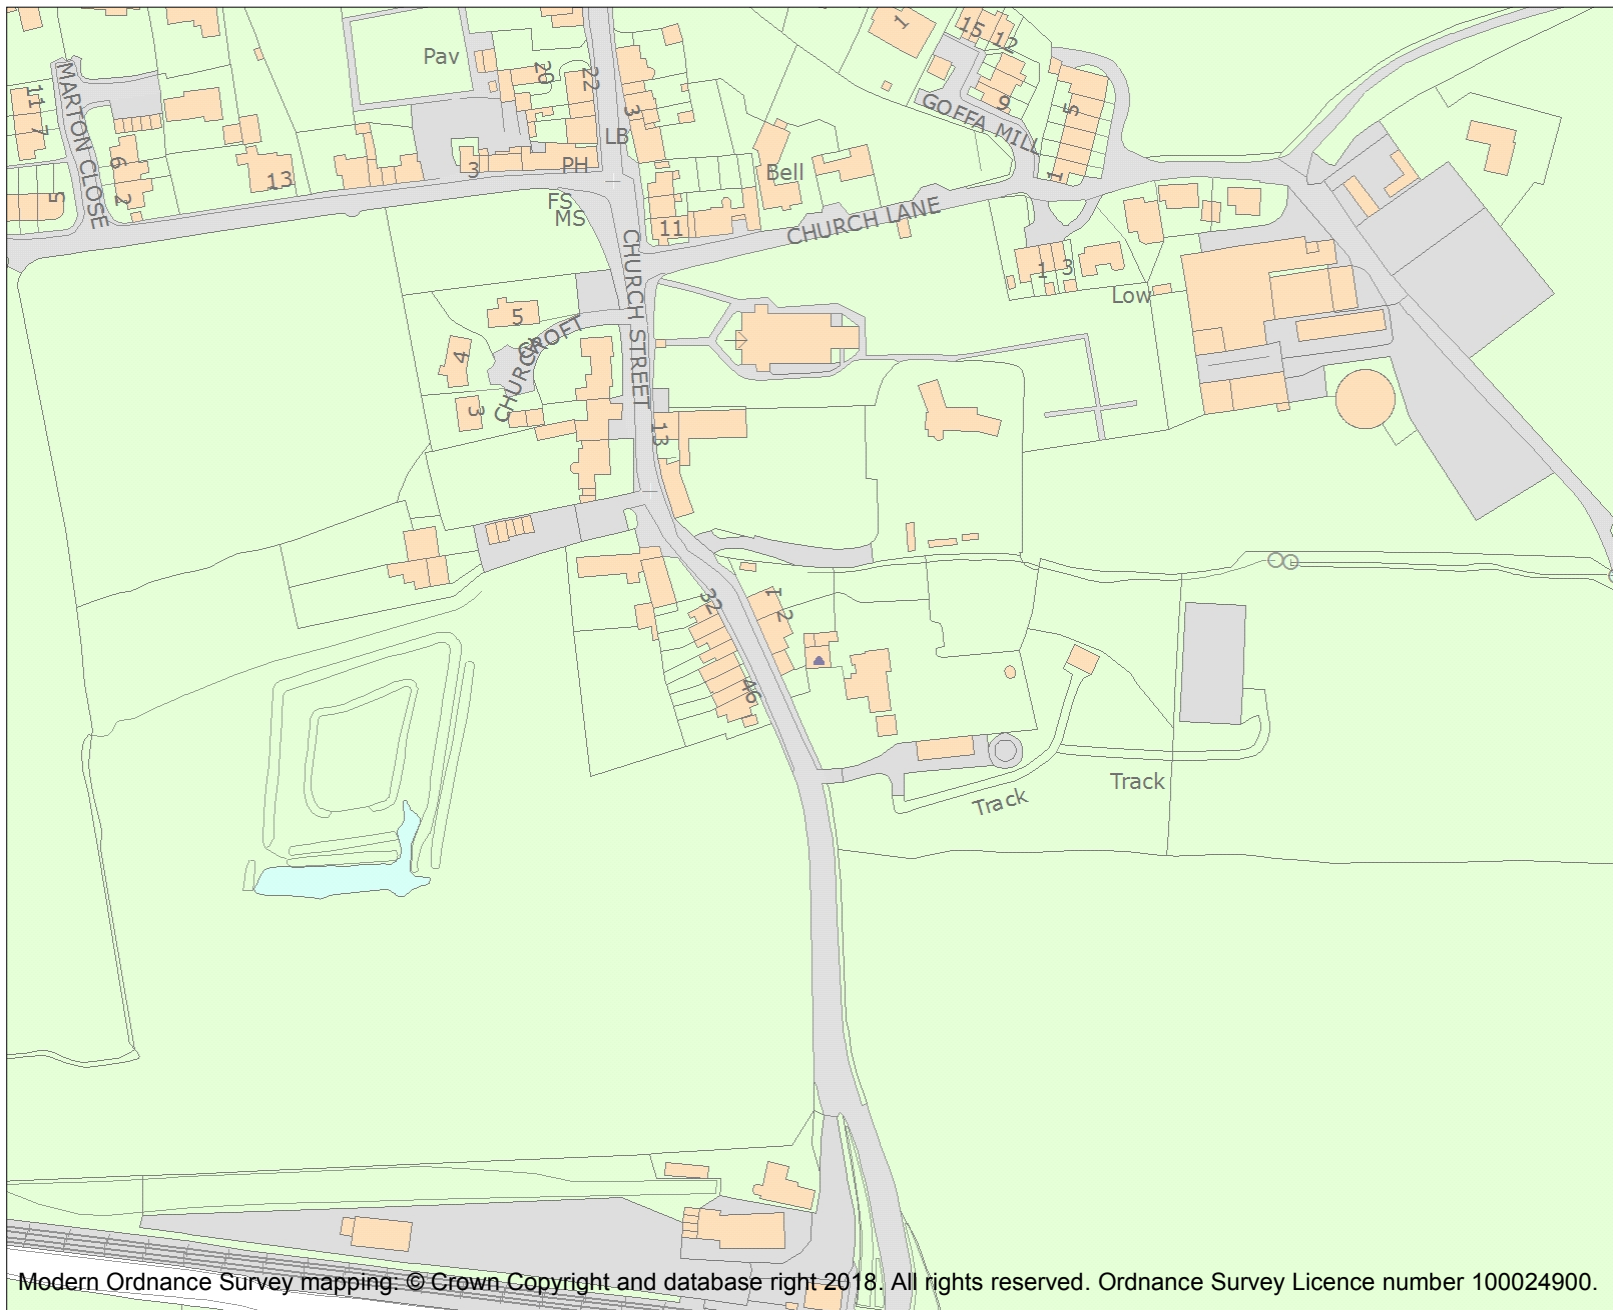 1
15
12
Pav
20
22
MARTON CLOSE
11
7
9
5
3
GOFFA MILL
LB
6
PH
3
Bell
13
1
5
2
FS
MS
CHURCH LANE
11
CHURCH STREET
1
3
Low
5
CHURCH
CROFT
4
3
13
32
1
2
46
Track
Track
Modern Ordnance Survey mapping: © Crown Copyright and database right 2018. All rights reserved. Ordnance Survey Licence number 100024900.